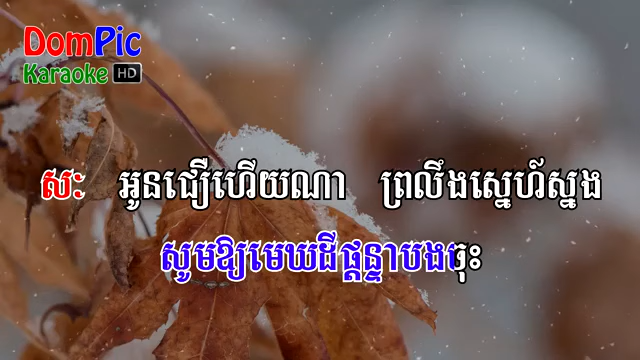 DomPic
Karaoke HD
ស៖ អូនជឿហើយណា ព្រលឹងស្នេហ៍ស្នង
សូមឱ្យមេឃដីផ្តន្ទាបងចុះ